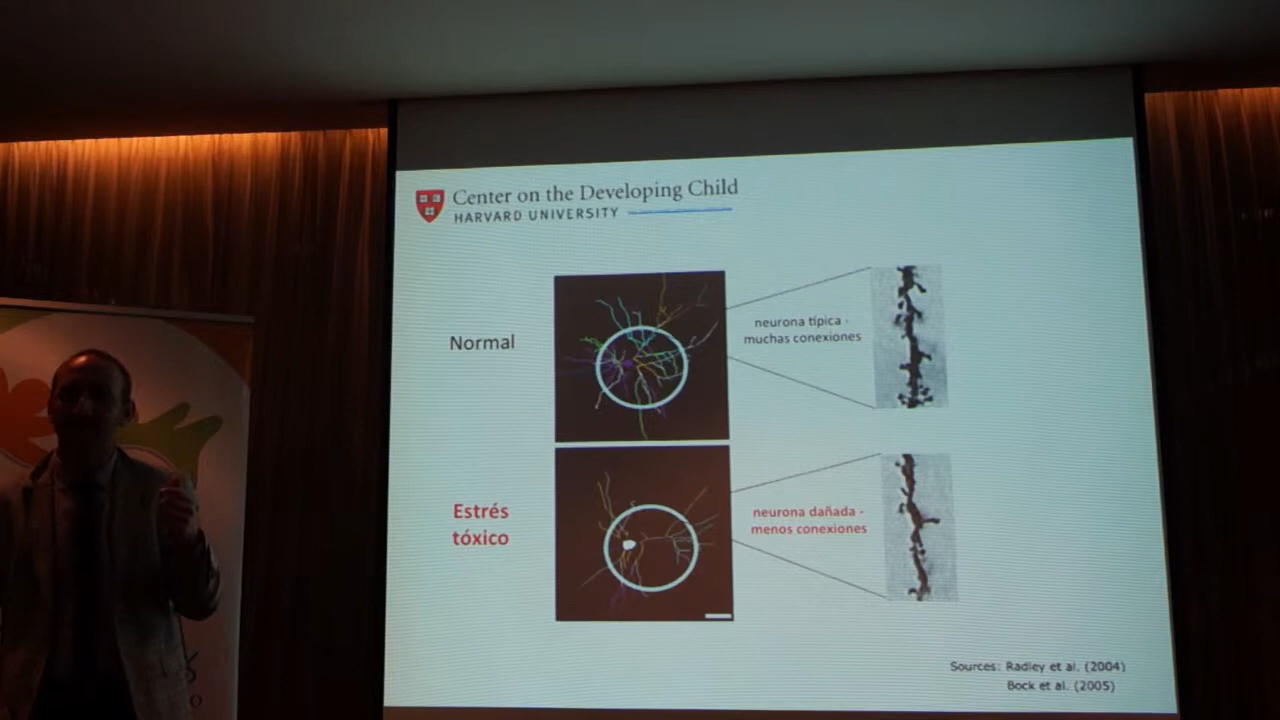 Center on the Developing Child
HARVARD UNIVERSITY
Normal
neurona típica -
muchas conexiones
Estrés
tóxico
neurona dañada -
menos conexiones
Sources: Radley et al. (2004)
Bock et al. (2005)